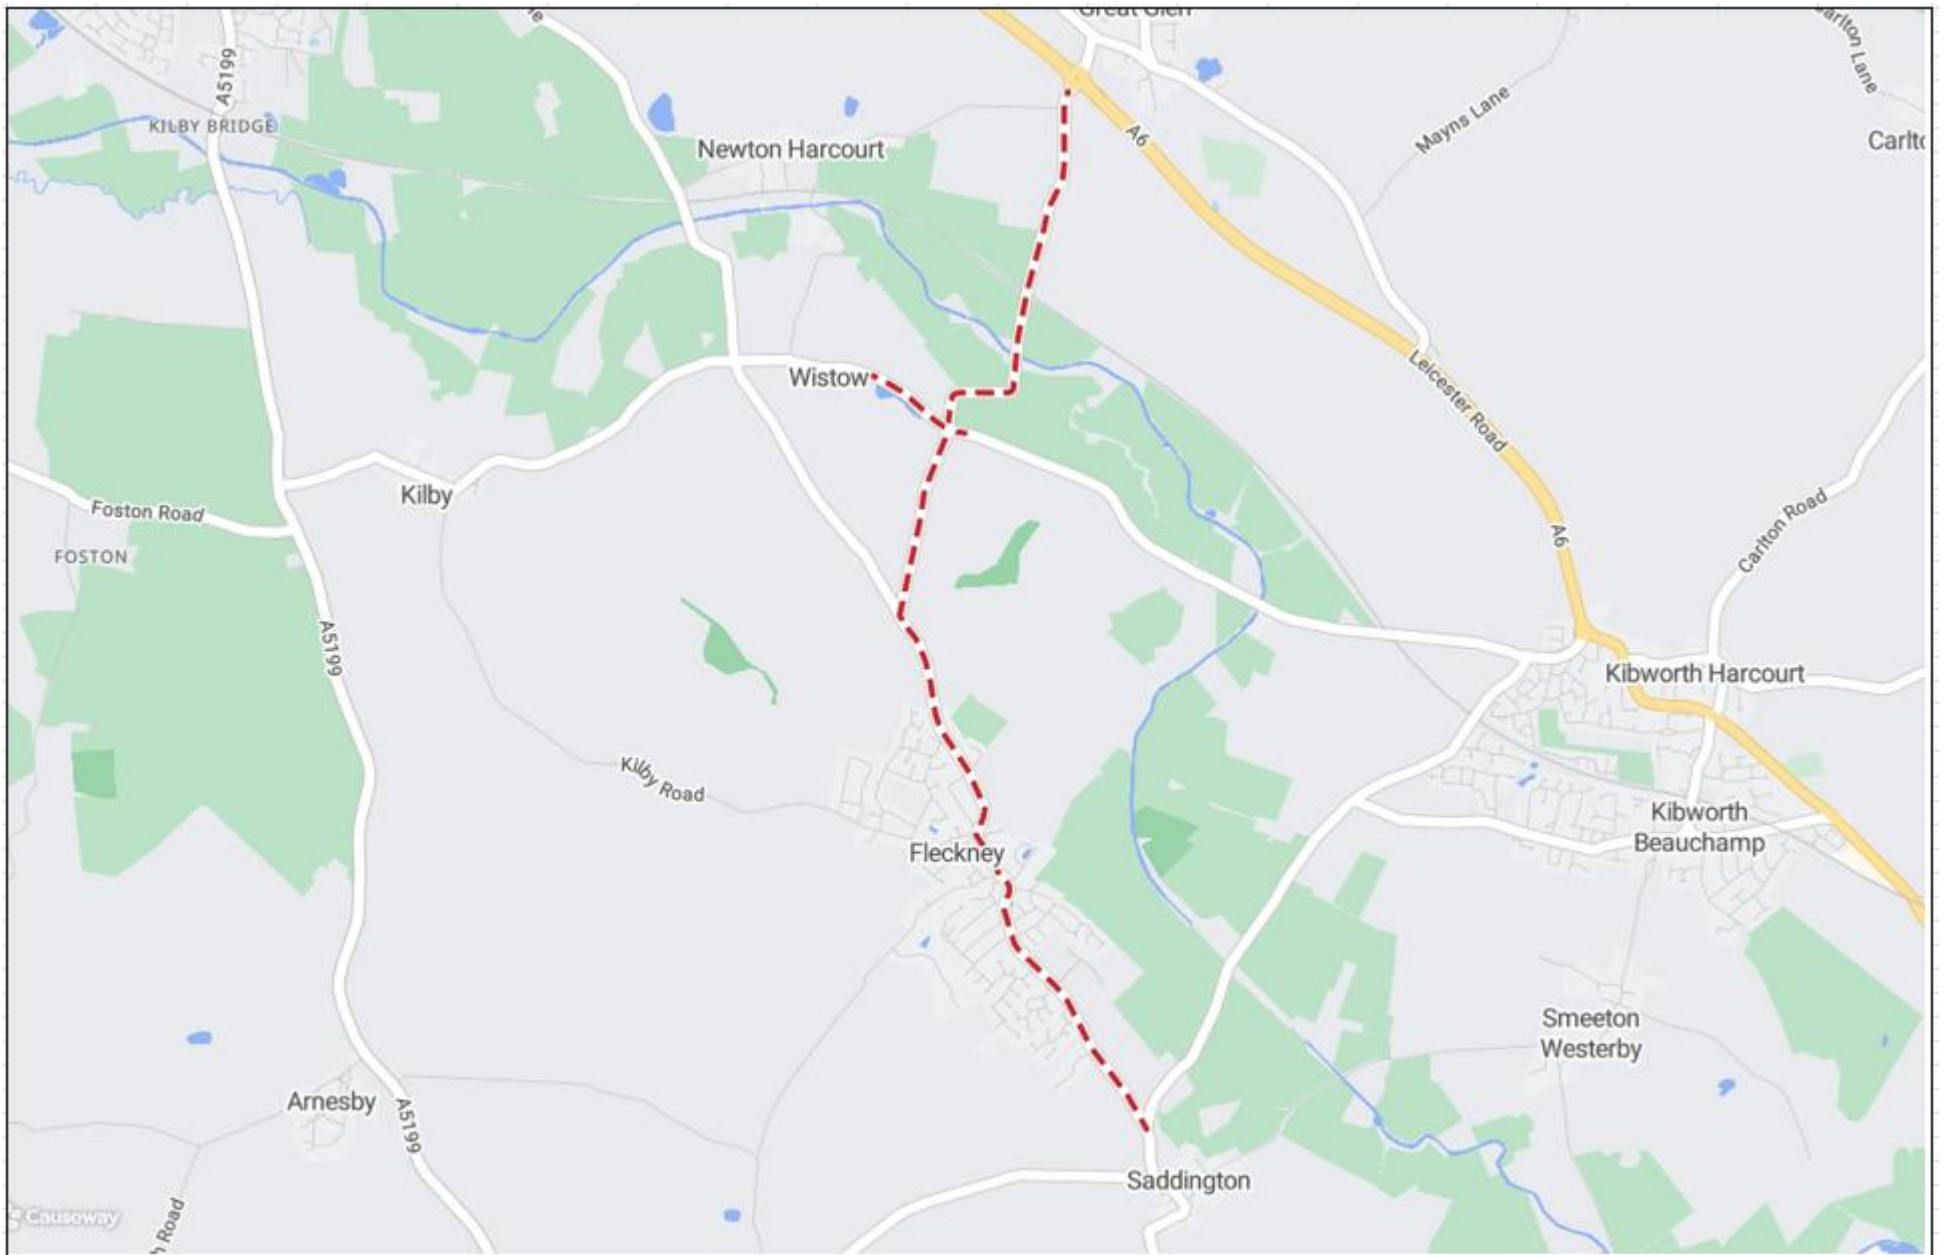 Great Glen
A5199
KILBY BRIDGE
Newton Harcourt
A6
Mayns Lane
Carlton Lane
Wistow
Leicester Road
Kilby
Foston Road
FOSTON
A6
Carlton Road
A5199
Kibworth Harcourt
Kilby Road
Kibworth
Beauchamp
Fleckney
Smeeton
Westerby
Arnesby
A5199
Saddington
Road
Causeway